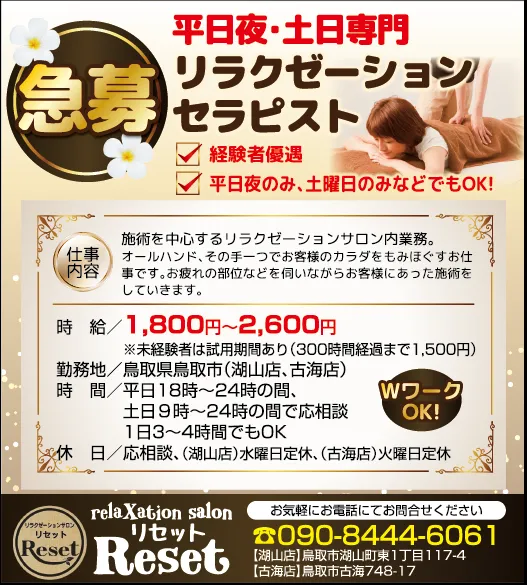 平日夜・土日専門
急募
リラクゼーション
セラピスト
経験者優遇
平日夜のみ、土曜日のみなどでもOK!
仕事
内容
施術を中心するリラクゼーションサロン内業務。
オールハンド、その手一つでお客様のカラダをもみほぐすお仕
事です。お疲れの部位などを伺いながらお客様にあった施術を
していきます。
時 給／1,800円〜2,600円
※未経験者は試用期間あり（300時間経過まで1,500円）
勤務地／鳥取県鳥取市（湖山店、古海店）
時 間／平日18時〜24時の間、
土日9時〜24時の間で応相談
1日3〜4時間でもOK
Wワーク
OK!
休 日／応相談、（湖山店）水曜日定休、（古海店）火曜日定休
リラクゼーションサロン
リセット
Reset
relaXation salon
リセット
Reset
お気軽にお電話にてお問合せください
☎090-8444-6061
【湖山店】鳥取市湖山町東1丁目117-4
【古海店】鳥取市古海748-17